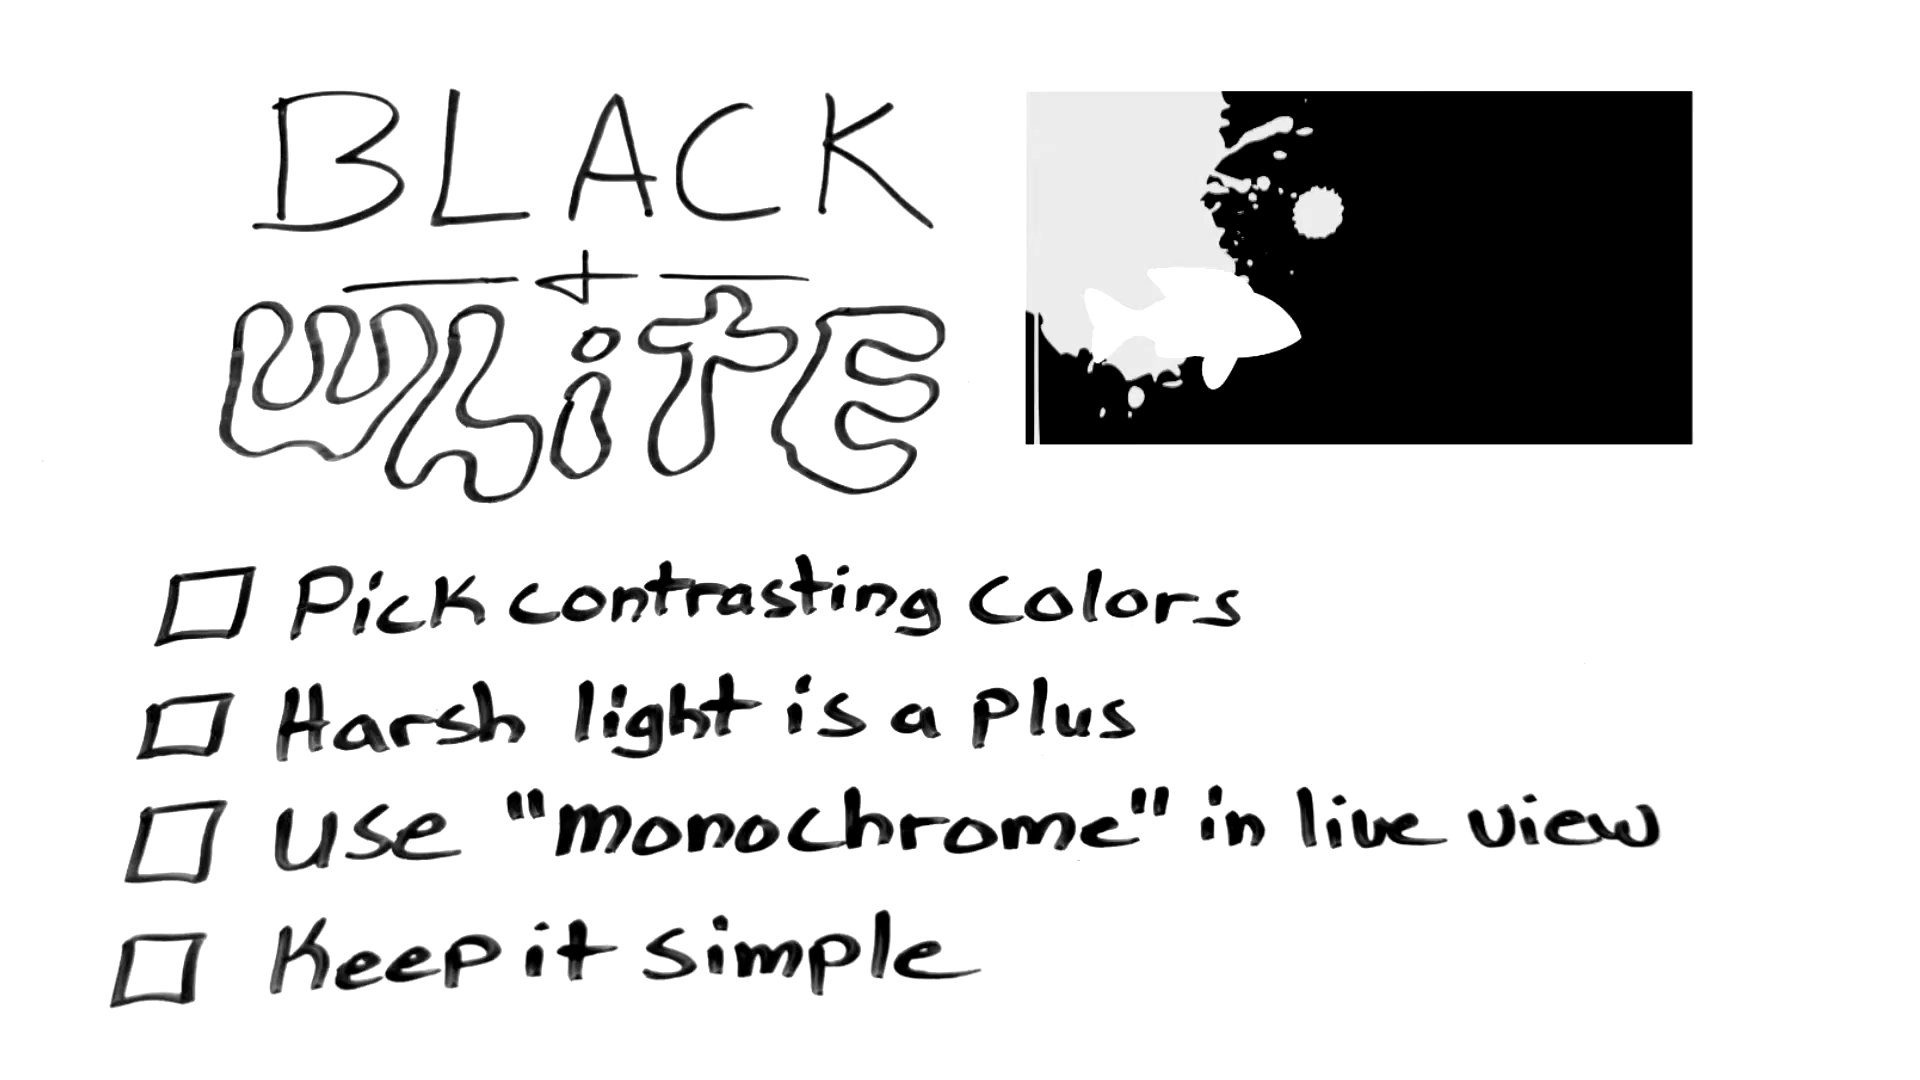 BLACK
+
WhiTE
Pick contrasting colors
Harsh light is a plus
Use "monochrome" in live view
Keep it simple